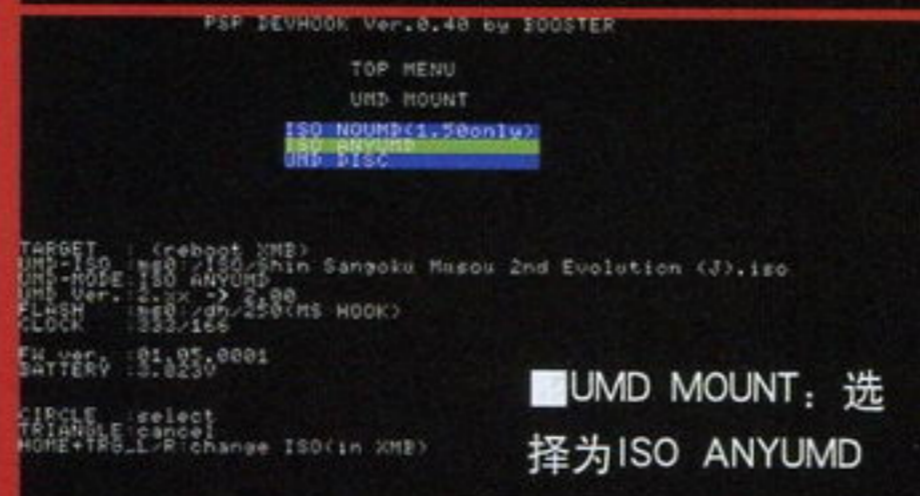 PSP DEVHOOK Ver.0.40 by BOOSTER
TOP MENU
UMD MOUNT
ISO NOUMD(1.50only)
ISO ANYUMD
UMD DISC
TARGET : (reboot XMB)
UMD-ISO :ms0:/ISO/Shin Sangoku Musou 2nd Evolution (J).iso
UMD-MODE:ISO ANYUMD
UMD Ver.:2.xx -> 2.00
FLASH :ms0:/dh/250(MS HOOK)
CLOCK :333/166
FW ver. :01.05.0001
BATTERY :3.823V
CIRCLE :select
TRIANGLE:cancel
HOME+TRG_L/R:change ISO(in XMB)
■UMD MOUNT：选
择为ISO ANYUMD